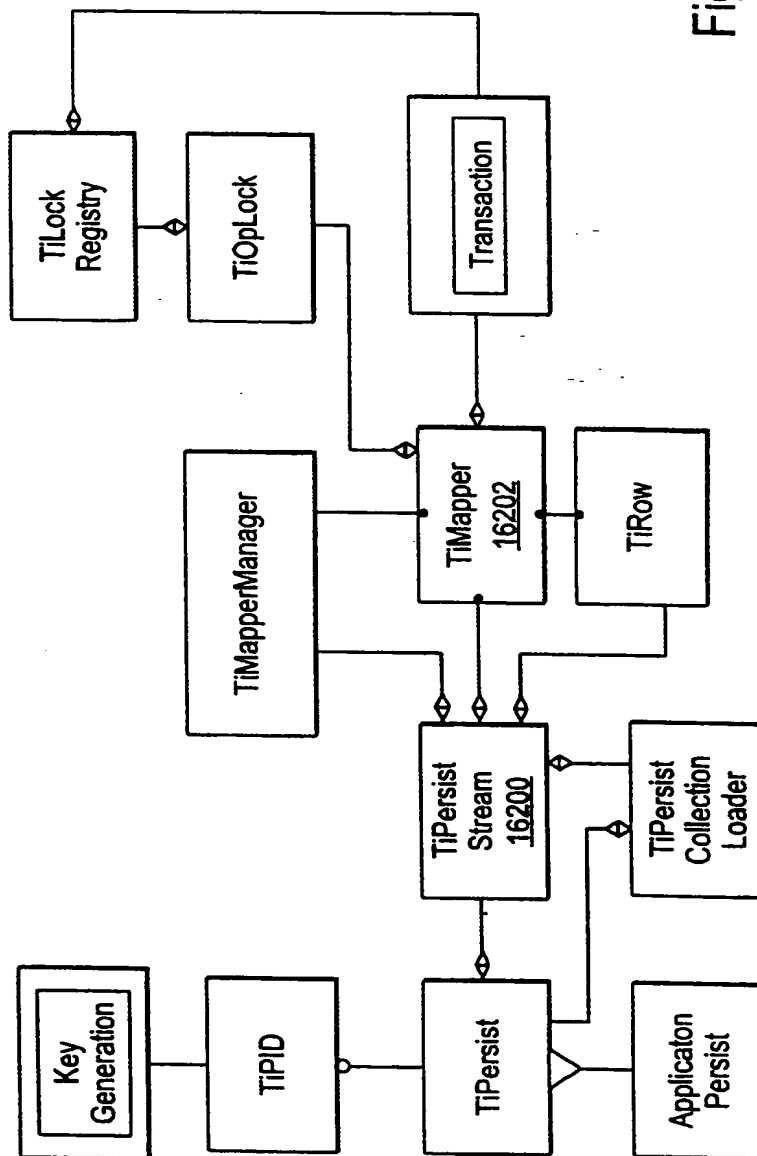 Key
Generation
TiPID
TiPersist
Applicaton
Persist
TiPersist
Stream
16200
TiPersist
Collection
Loader
TiMapperManager
TiMapper
16202
TiRow
TiLock
Registry
TiOpLock
Transaction